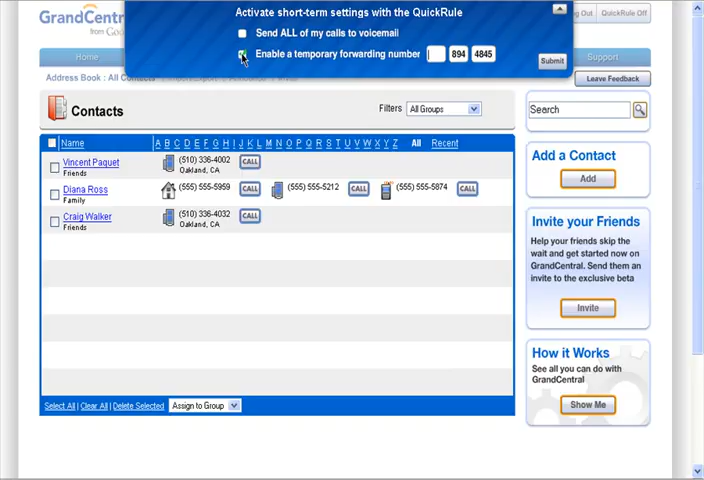 GrandCentral
Activate short-term settings with the QuickRule
QuickRule Off
Send ALL of my calls to voicemail
Enable a temporary forwarding number 894 4845
Submit
Home
Support
Address Book : All Contacts
Leave Feedback
Contacts
Filters All Groups
Search
Name A B C D E F G H I J K L M N O P Q R S T U V W X Y Z All Recent
Vincent Paquet
Friends
(510) 336-4002
Oakland, CA
CALL
Diana Ross
Family
(555) 555-5959 CALL
(555) 555-5212 CALL
(555) 555-5874 CALL
Craig Walker
Friends
(510) 336-4032
Oakland, CA
CALL
Select All | Clear All | Delete Selected Assign to Group
Add a Contact
Add
Invite your Friends
Help your friends skip the
wait and get started now on
GrandCentral. Send them an
invite to the exclusive beta
Invite
How it Works
See all you can do with
GrandCentral
Show Me